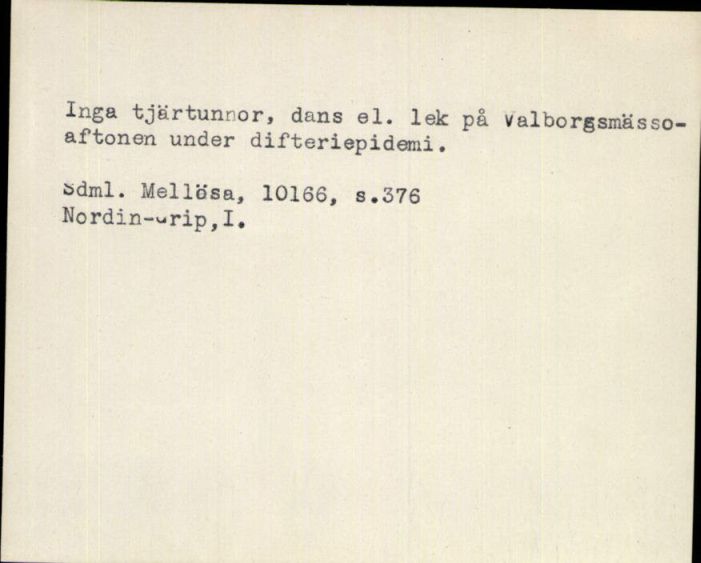 Inga tjärtunnor, dans el. lek på Valborgsmässo-
aftonen under difteriepidemi.
Sdml. Mellösa, 10166, s.376
Nordin-Grip,I.